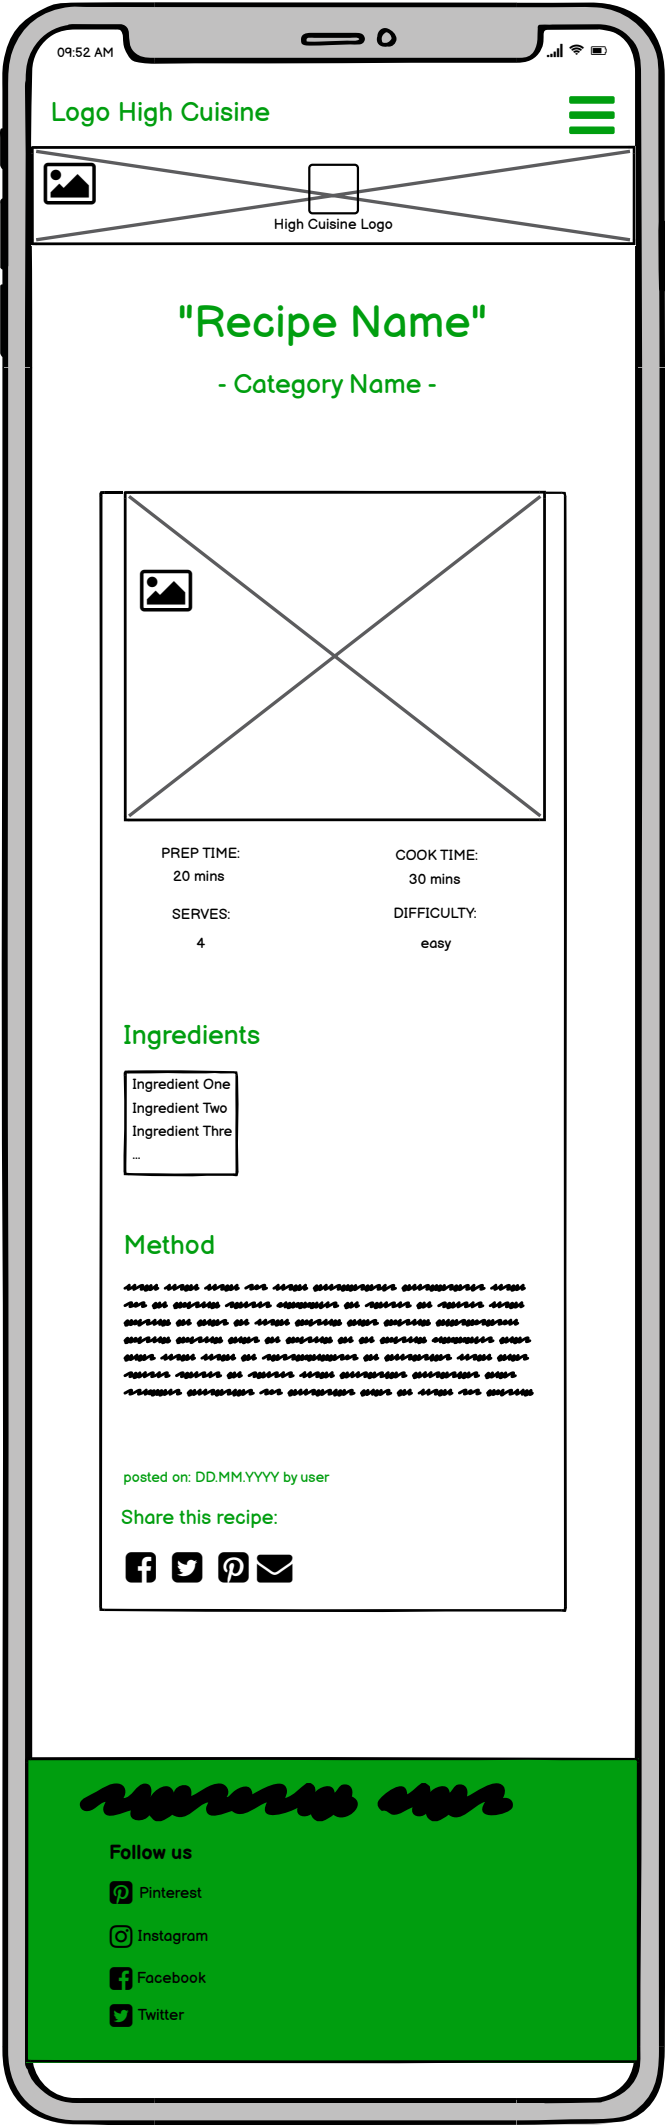 09:52 AM
Logo High Cuisine
High Cuisine Logo
"Recipe Name"
- Category Name -
PREP TIME:
20 mins
COOK TIME:
30 mins
SERVES:
4
DIFFICULTY:
easy
Ingredients
Ingredient One
Ingredient Two
Ingredient Thre
...
Method
posted on: DD.MM.YYYY by user
Share this recipe:
Follow us
Pinterest
Instagram
Facebook
Twitter